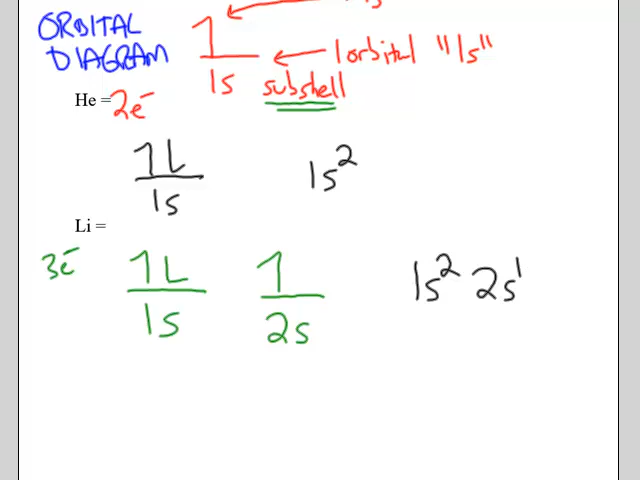 ORBITAL
DIAGRAM
1
1s
1 orbital "1s"
subshell
He = 2e⁻
1L
1s
1s²
Li =
3e⁻
1L
1s
1
2s
1s² 2s¹